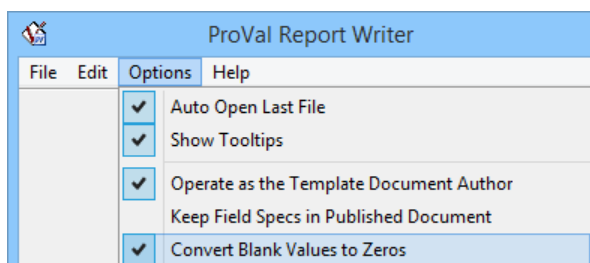 ProVal Report Writer
File Edit Options Help
Auto Open Last File
Show Tooltips
Operate as the Template Document Author
Keep Field Specs in Published Document
Convert Blank Values to Zeros